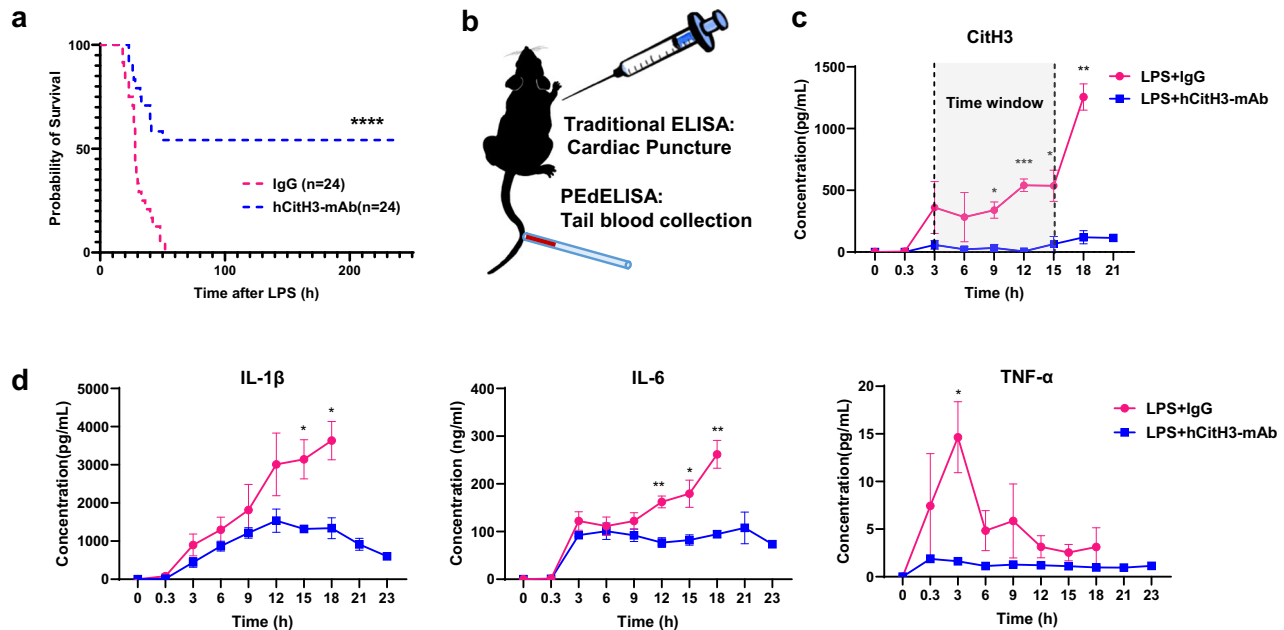 a
100
50
0
Probability of Survival
****
IgG (n=24)
hCitH3-mAb(n=24)
0
100
200
Time after LPS (h)
b
Traditional ELISA:
Cardiac Puncture
PEdELISA:
Tail blood collection
c
CitH3
1500
1000
500
0
Concentration(pg/mL)
Time window
*
***
*
**
LPS+IgG
LPS+hCitH3-mAb
0 0.3 3 6 9 12 15 18 21
Time (h)
d
IL-1β
5000
4000
3000
2000
1000
0
Concentration(pg/mL)
*
*
0 0.3 3 6 9 12 15 18 21 23
Time (h)
IL-6
400
300
200
100
0
Concentration (ng/ml)
**
*
**
0 0.3 3 6 9 12 15 18 21 23
Time (h)
TNF-α
20
15
10
5
0
Concentration(pg/mL)
*
LPS+IgG
LPS+hCitH3-mAb
0 0.3 3 6 9 12 15 18 21 23
Time (h)